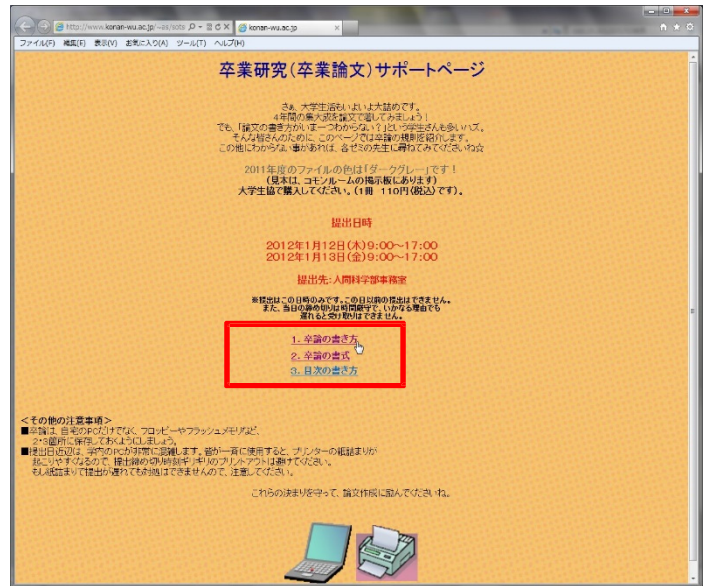 http://www.konan-wu.ac.jp/~es/sots
konan-wu.ac.jp
ファイル(F) 編集(E) 表示(V) お気に入り(A) ツール(T) ヘルプ(H)
卒業研究(卒業論文)サポートページ
さぁ、大学生活もいよいよ大詰めです。
4年間の集大成を論文で著してみましょう!
でも、「論文の書き方がいま一つわからない?」という学生さんも多いハズ。
そんな皆さんのために、このページでは卒論の規則を紹介します。
この他にわからない事があれば、各ゼミの先生に尋ねてみてくださいね☆
2011年度のファイルの色は「ダークグレー」です!
(見本は、コモンルームの掲示板にあります)
大学生協で購入してください。(1冊 110円(税込)です)。
提出日時
2012年1月12日(木)9:00~17:00
2012年1月13日(金)9:00~17:00
提出先:人間科学部事務室
※提出はこの日時のみです。この日以前の提出はできません。
また、当日の締め切りは時間厳守で、いかなる理由でも
遅れると受け取りはできません。
1. 卒論の書き方
2. 卒論の書式
3. 目次の書き方
<その他の注意事項>
■卒論は、自宅のPCだけでなく、フロッピーやフラッシュメモリなど、
2・3箇所に保存しておくようにしましょう。
■提出日近辺は、学内のPCが非常に混雑します。皆が一斉に使用すると、プリンターの紙詰まりが
起こりやすくなるので、提出締め切り時刻ギリギリのプリントアウトは避けてください。
もし紙詰まりで提出が遅れても対処はできませんので、注意してください。
これらの決まりを守って、論文作成に励んでくださいね。